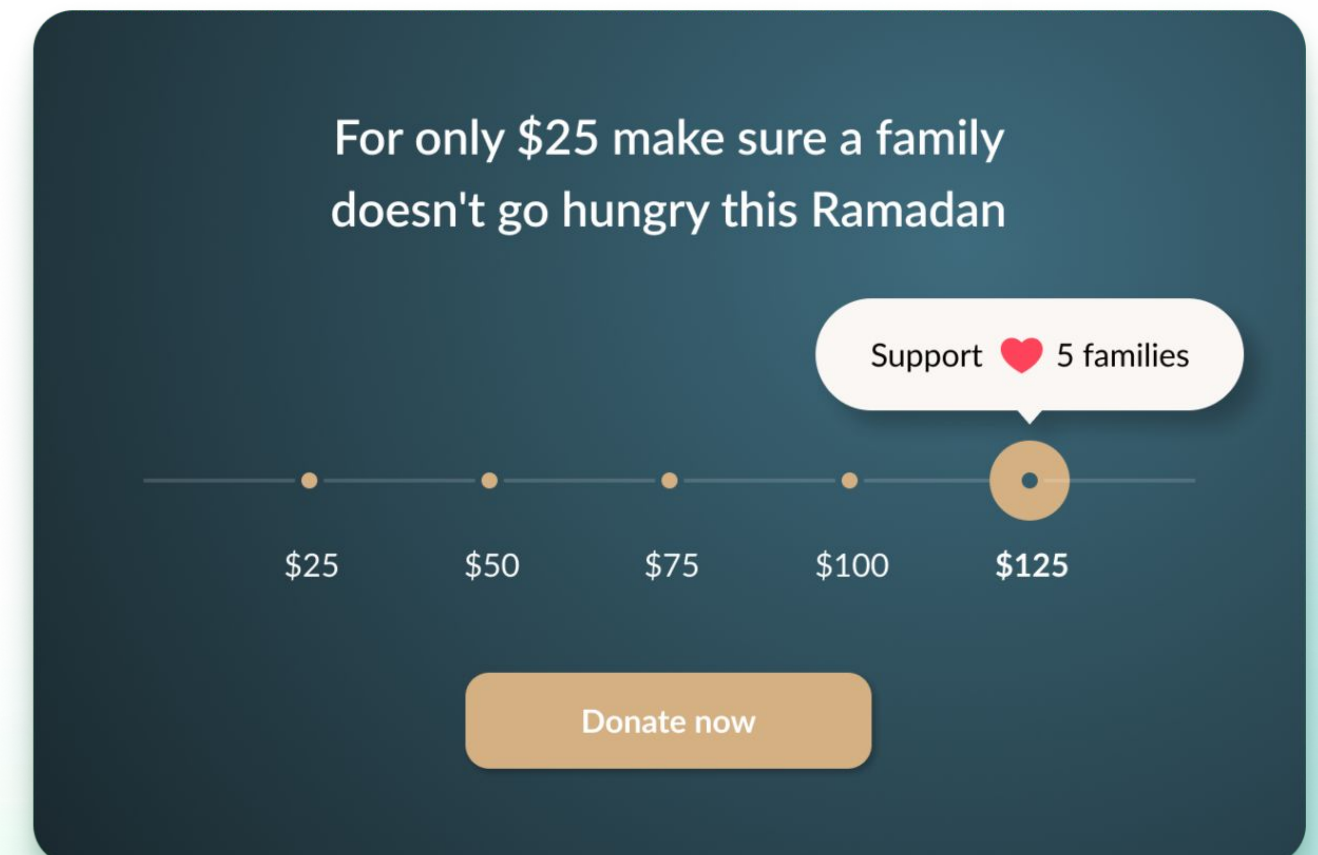 For only $25 make sure a family
doesn't go hungry this Ramadan
Support 5 families
$25 $50 $75 $100 $125
Donate now